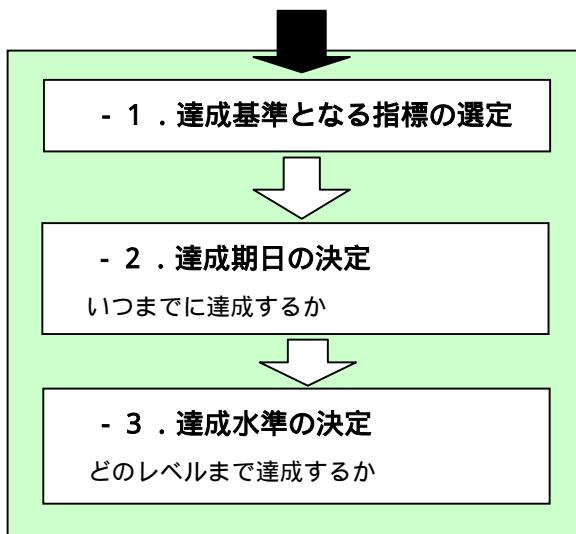 - 1 . 達成基準となる指標の選定
- 2 . 達成期日の決定
いつまでに達成するか
- 3 . 達成水準の決定
どのレベルまで達成するか